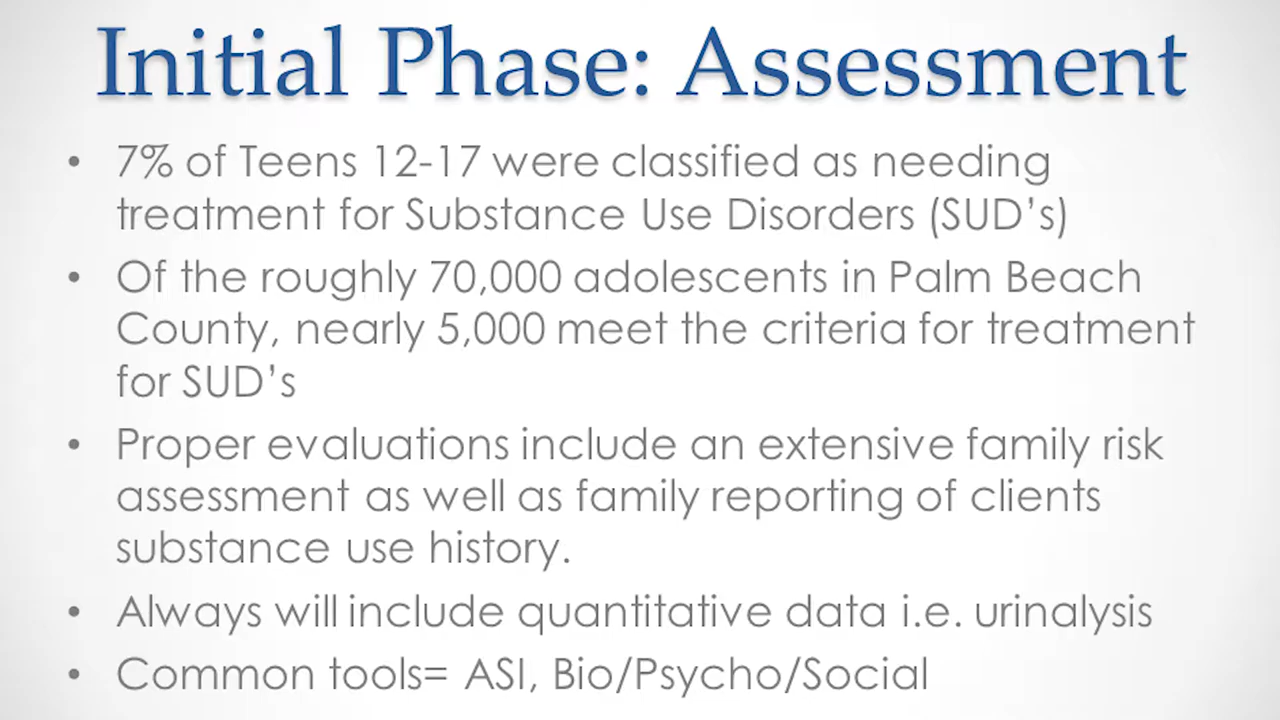 Initial Phase: Assessment
• 7% of Teens 12-17 were classified as needing
treatment for Substance Use Disorders (SUD’s)
• Of the roughly 70,000 adolescents in Palm Beach
County, nearly 5,000 meet the criteria for treatment
for SUD’s
• Proper evaluations include an extensive family risk
assessment as well as family reporting of clients
substance use history.
• Always will include quantitative data i.e. urinalysis
• Common tools= ASI, Bio/Psycho/Social